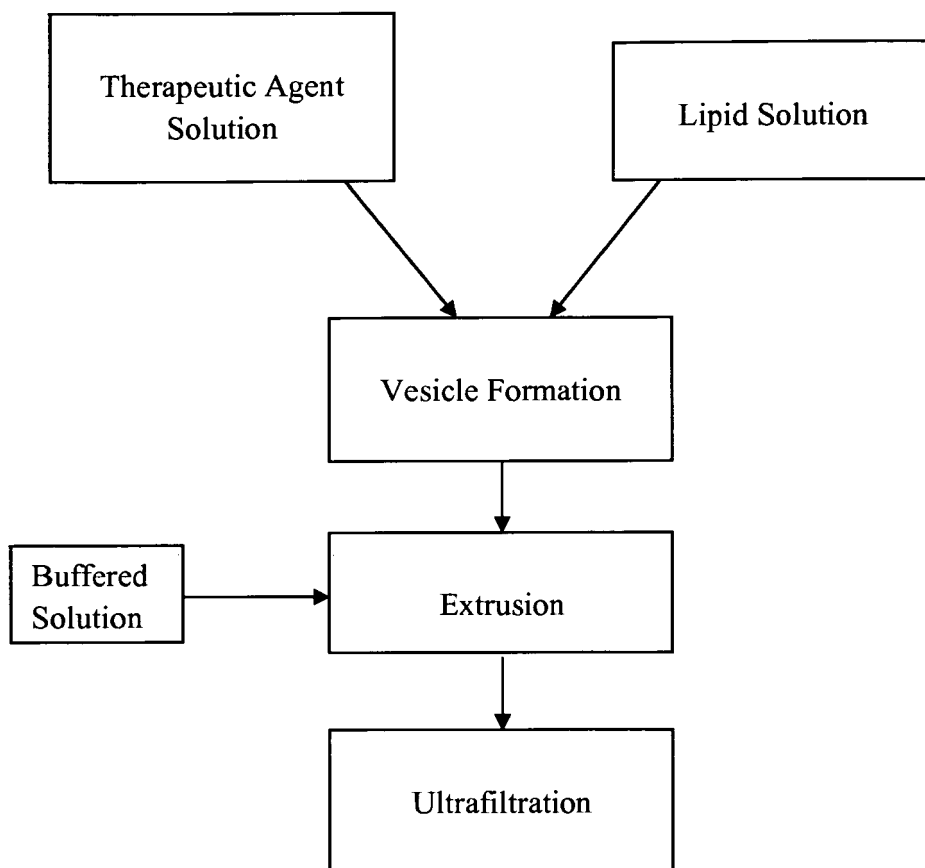 Therapeutic Agent
Solution
Lipid Solution
Vesicle Formation
Buffered
Solution
Extrusion
Ultrafiltration